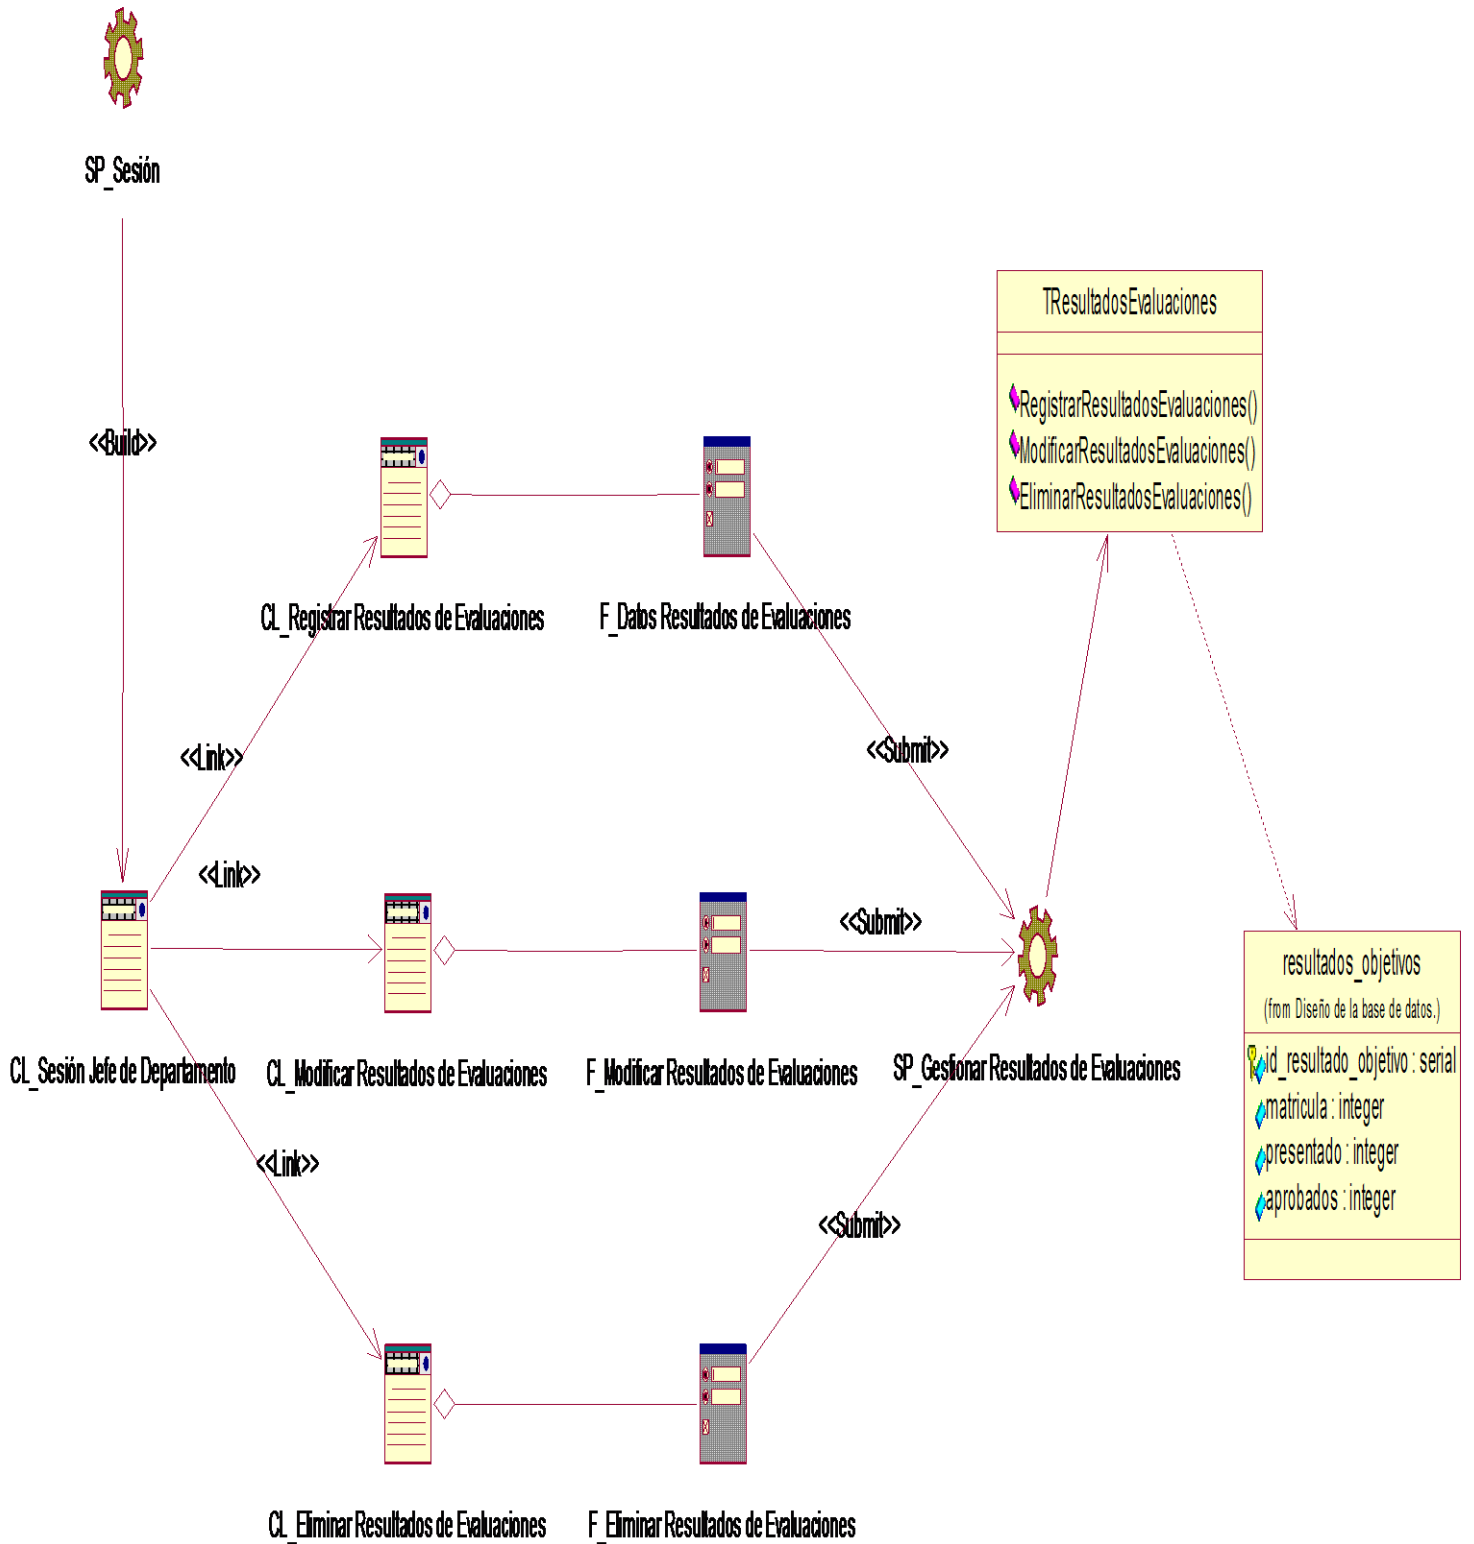 SP_Sesión
TResultadosEvaluaciones
RegistrarResultadosEvaluaciones()
ModificarResultadosEvaluaciones()
EliminarResultadosEvaluaciones()
<<Build>>
CL_Registrar Resultados de Evaluaciones
F_Datos Resultados de Evaluaciones
<<Link>>
<<Submit>>
<<Link>>
<<Submit>>
resultados_objetivos
(from Diseño de la base de datos.)
id_resultado_objetivo : serial
matricula : integer
presentado : integer
aprobados : integer
CL_Sesión Jefe de Departamento
CL_Modificar Resultados de Evaluaciones
F_Modificar Resultados de Evaluaciones
SP_Gestionar Resultados de Evaluaciones
<<Link>>
<<Submit>>
CL_Eliminar Resultados de Evaluaciones
F_Eliminar Resultados de Evaluaciones